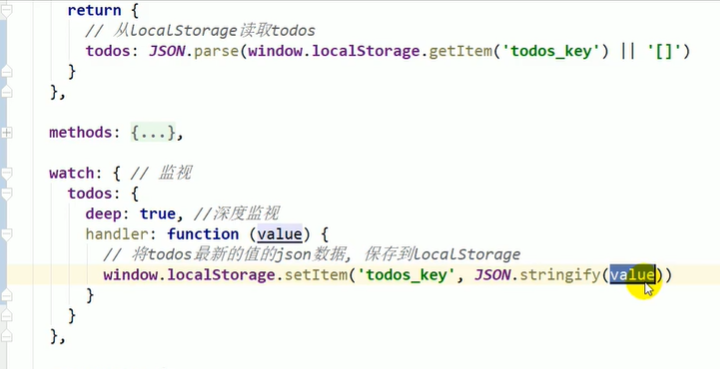 return {
// 从localStorage读取todos
todos: JSON.parse(window.localStorage.getItem('todos_key') || '[]')
}
},
methods: {...},
watch: { // 监视
todos: {
deep: true, //深度监视
handler: function (value) {
// 将todos最新的值的json数据, 保存到localStorage
window.localStorage.setItem('todos_key', JSON.stringify(value))
}
}
},